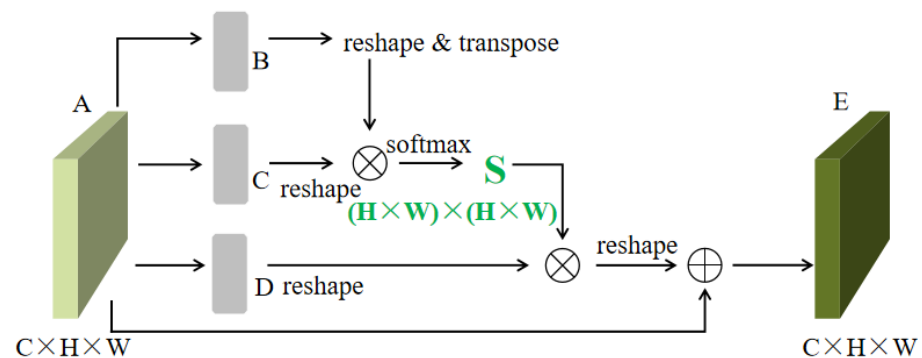 B
reshape & transpose
A
E
softmax
C
reshape
S
(H×W)×(H×W)
reshape
D
reshape
C×H×W
C×H×W